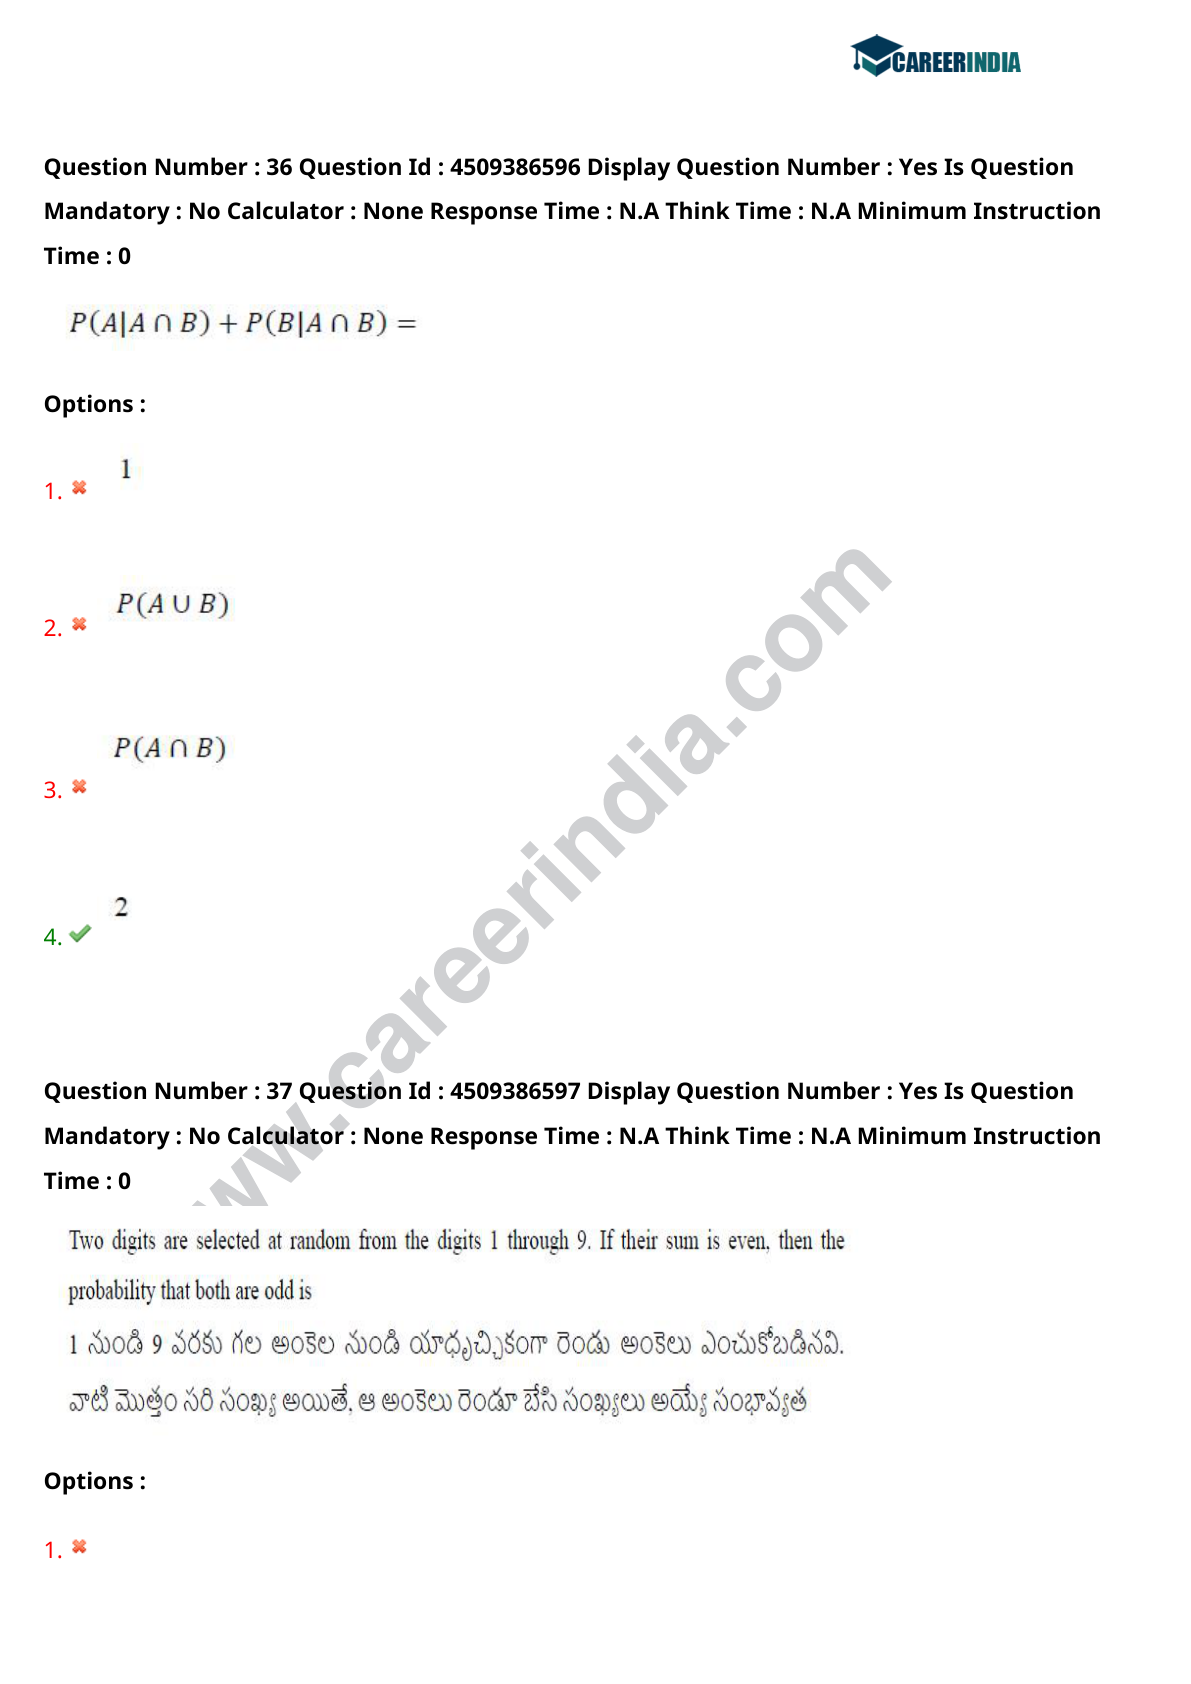 CAREERINDIA
Question Number : 36 Question Id : 4509386596 Display Question Number : Yes Is Question
Mandatory : No Calculator : None Response Time : N.A Think Time : N.A Minimum Instruction
Time : 0
P(A|A ∩ B) + P(B|A ∩ B) =
Options :
1
1.
P(A ∪ B)
2.
P(A ∩ B)
3.
2
4.
www.careerindia.com
Question Number : 37 Question Id : 4509386597 Display Question Number : Yes Is Question
Mandatory : No Calculator : None Response Time : N.A Think Time : N.A Minimum Instruction
Time : 0
Two digits are selected at random from the digits 1 through 9. If their sum is even, then the
probability that both are odd is
1 నుండి 9 వరకు గల అంకెల నుండి యాధృచ్ఛికంగా రెండు అంకెలు ఎంచుకోబడినవి.
వాటి మొత్తం సరి సంఖ్య అయితే, ఆ అంకెలు రెండూ బేసి సంఖ్యలు అయ్యే సంభావ్యత
Options :
1.